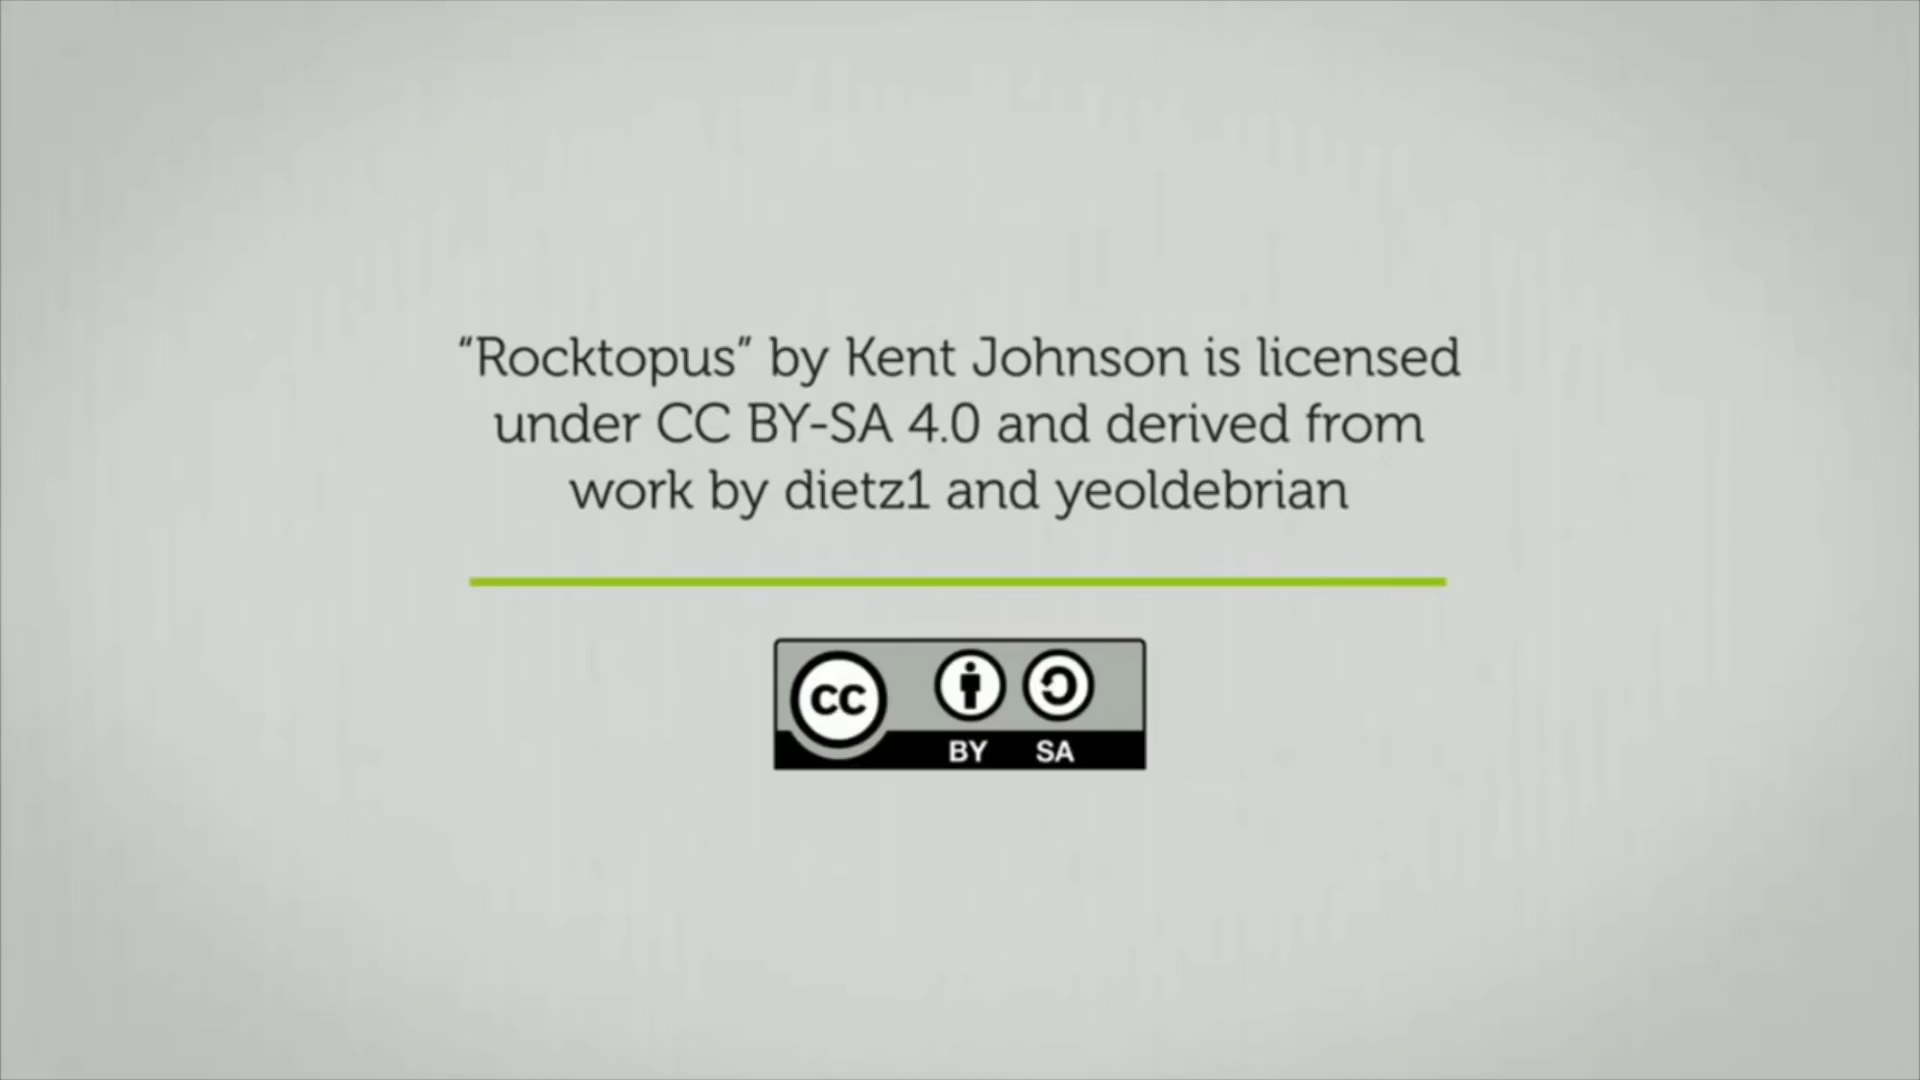 “Rocktopus” by Kent Johnson is licensed
under CC BY-SA 4.0 and derived from
work by dietz1 and yeoldebrian
cc
BY SA